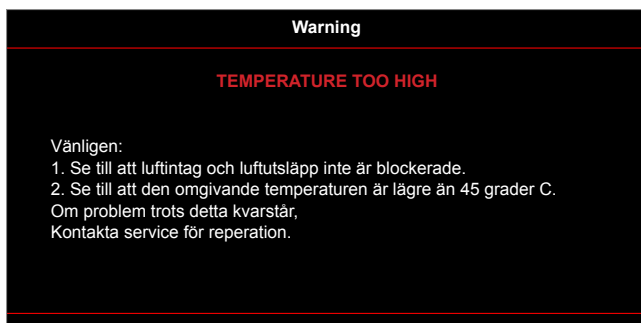 Warning
TEMPERATURE TOO HIGH
Vänligen:
1. Se till att luftintag och luftutsläpp inte är blockerade.
2. Se till att den omgivande temperaturen är lägre än 45 grader C.
Om problem trots detta kvarstår,
Kontakta service för reperation.